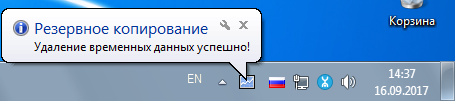 Корзина
Резервное копирование
Удаление временных данных успешно!
EN
14:37
16.09.2017